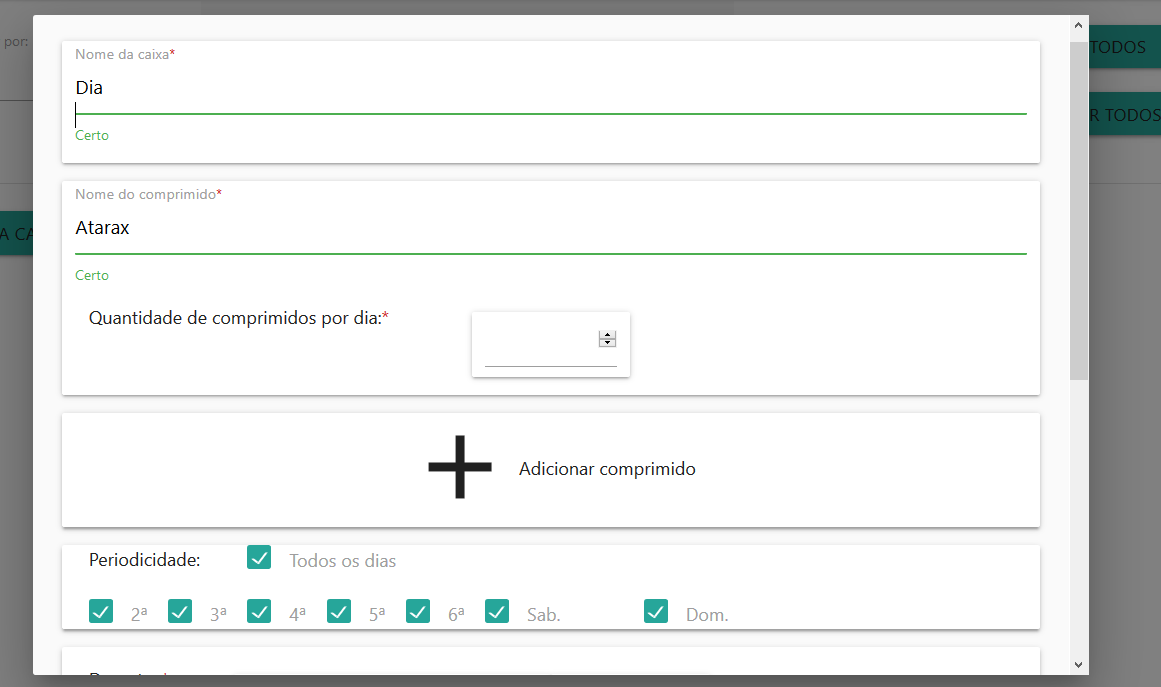 por:
TODOS
Nome da caixa*
Dia
Certo
R TODOS
Nome do comprimido*
Atarax
A CA
Certo
Quantidade de comprimidos por dia:*
Adicionar comprimido
Periodicidade:
Todos os dias
2ª 3ª 4ª 5ª 6ª Sab. Dom.